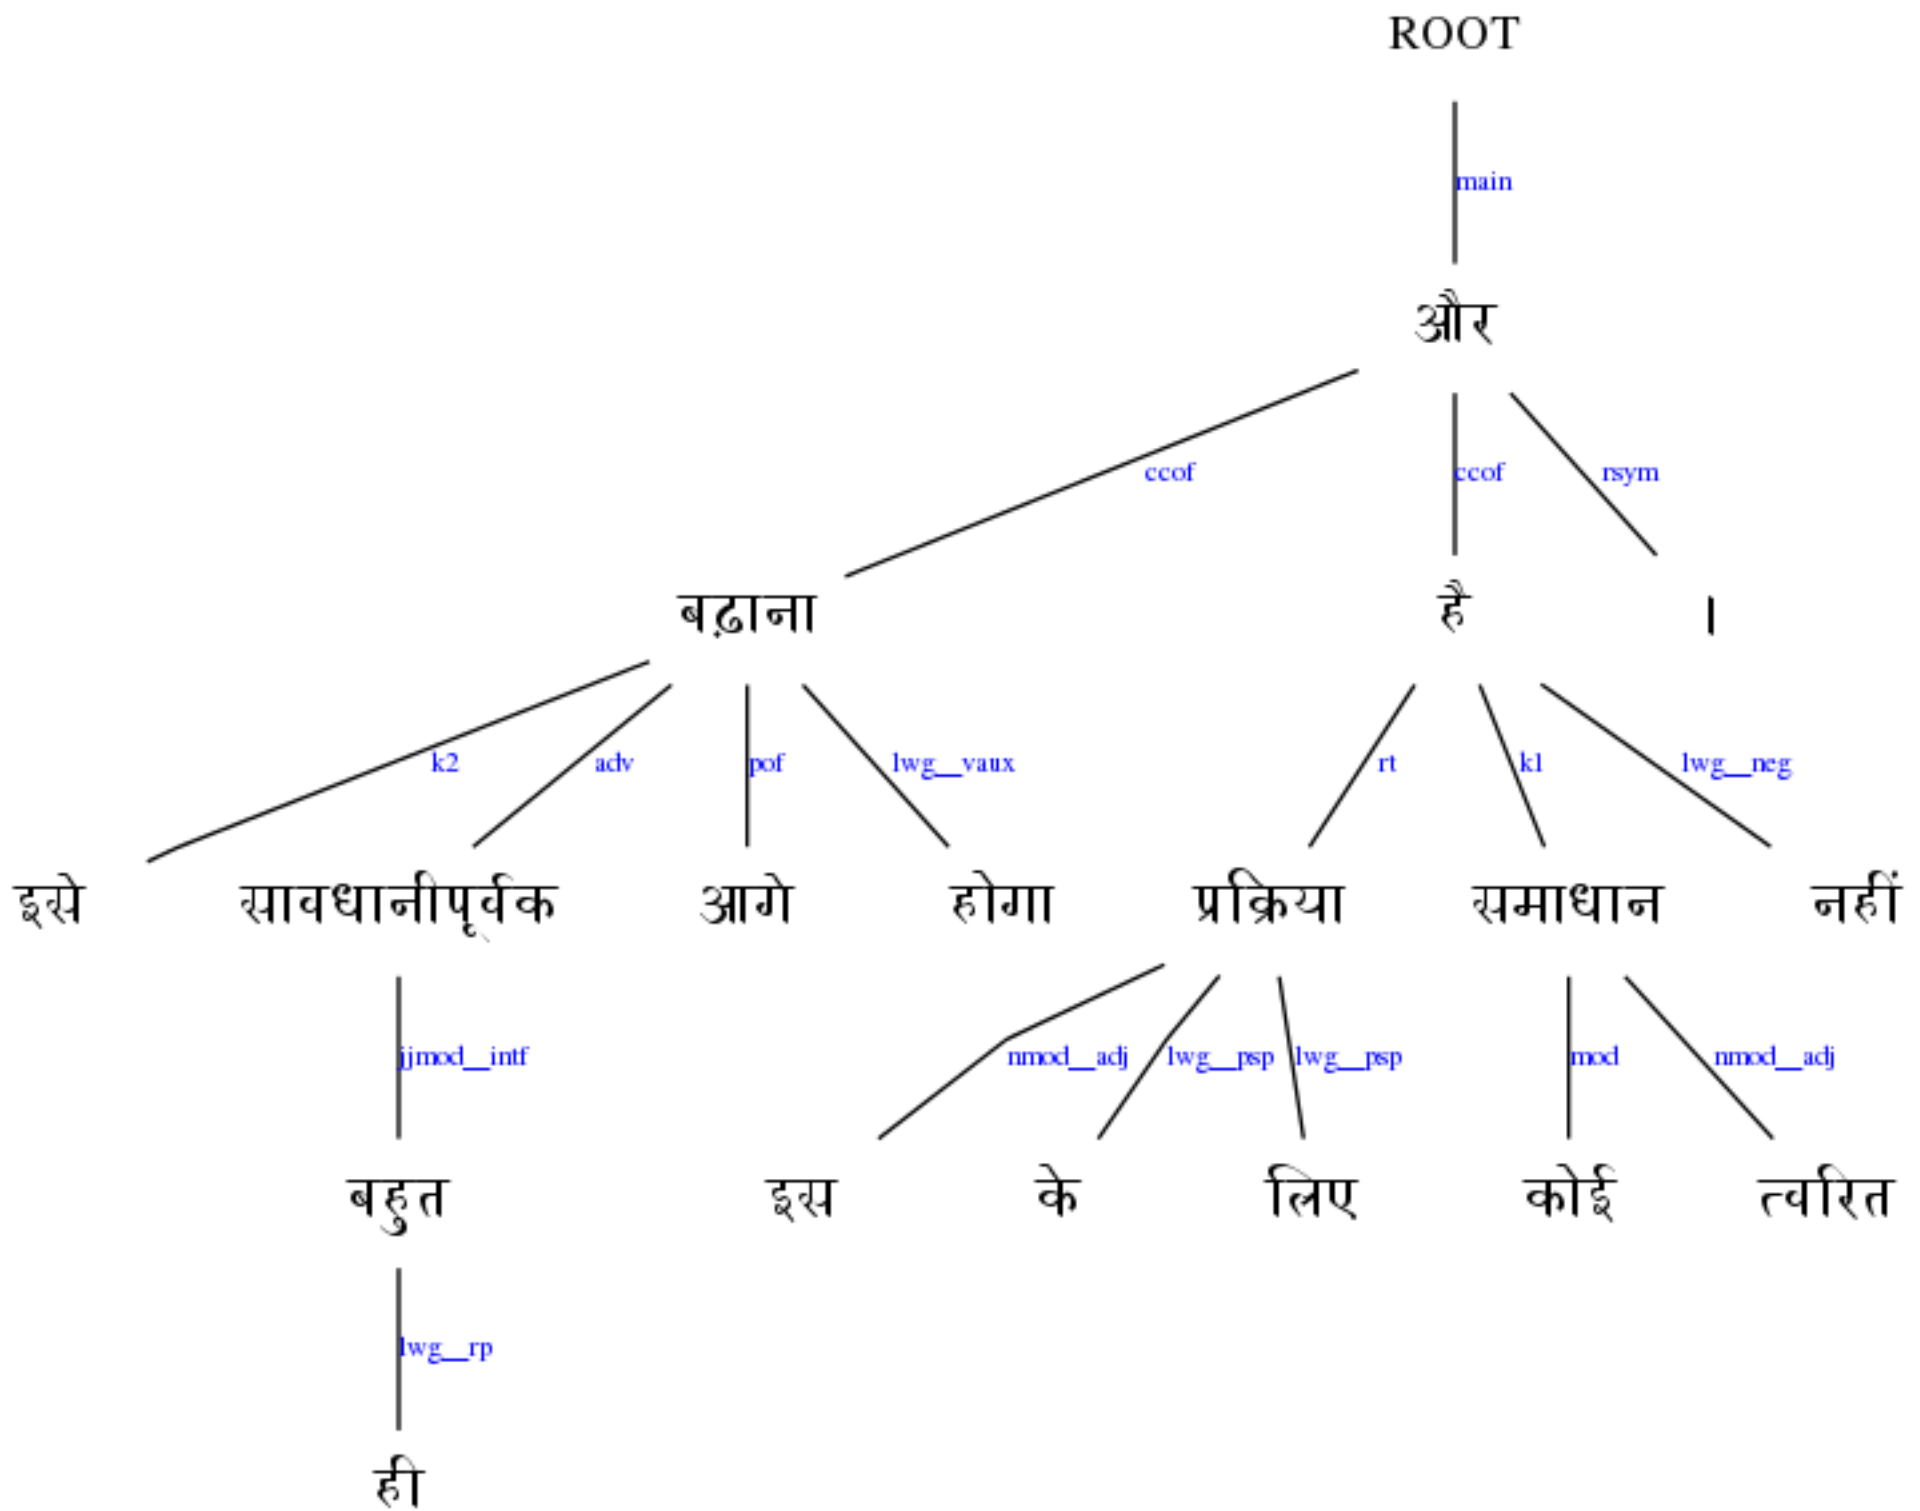 ROOT
main
और
ccof ccof rsym
बढ़ाना है ।
k2 adv pof lwg__vaux rt k1 lwg__neg
इसे सावधानीपूर्वक आगे होगा प्रक्रिया समाधान नहीं
jjmod__intf nmod__adj lwg__psp lwg__psp mod nmod__adj
बहुत इस के लिए कोई त्वरित
lwg__rp
ही